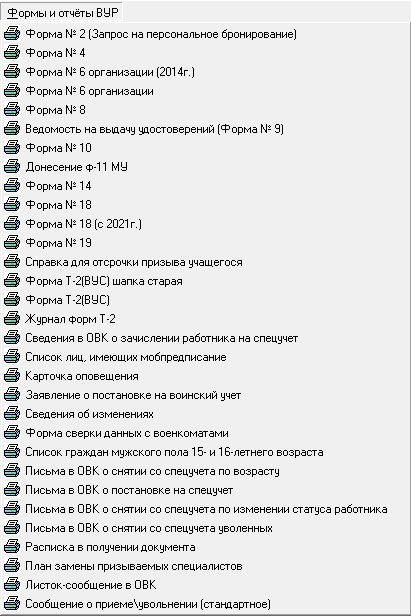 Формы и отчёты ВУР
Форма № 2 (Запрос на персональное бронирование)
Форма № 4
Форма № 6 организации (2014г.)
Форма № 6 организации
Форма № 8
Ведомость на выдачу удостоверений (Форма № 9)
Форма № 10
Донесение ф-11 МУ
Форма № 14
Форма № 18
Форма № 18 (с 2021г.)
Форма № 19
Справка для отсрочки призыва учащегося
Форма Т-2(ВУС) шапка старая
Форма Т-2(ВУС)
Журнал форм Т-2
Сведения в ОВК о зачислении работника на спецучет
Список лиц, имеющих мобпредписание
Карточка оповещения
Заявление о постановке на воинский учет
Сведения об изменениях
Форма сверки данных с военкоматами
Список граждан мужского пола 15- и 16-летнего возраста
Письма в ОВК о снятии со спецучета по возрасту
Письма в ОВК о постановке на спецучет
Письма в ОВК о снятии со спецучета по изменении статуса работника
Письма в ОВК о снятии со спецучета уволенных
Расписка в получении документа
План замены призываемых специалистов
Листок-сообщение в ОВК
Сообщение о приеме\увольнении (стандартное)